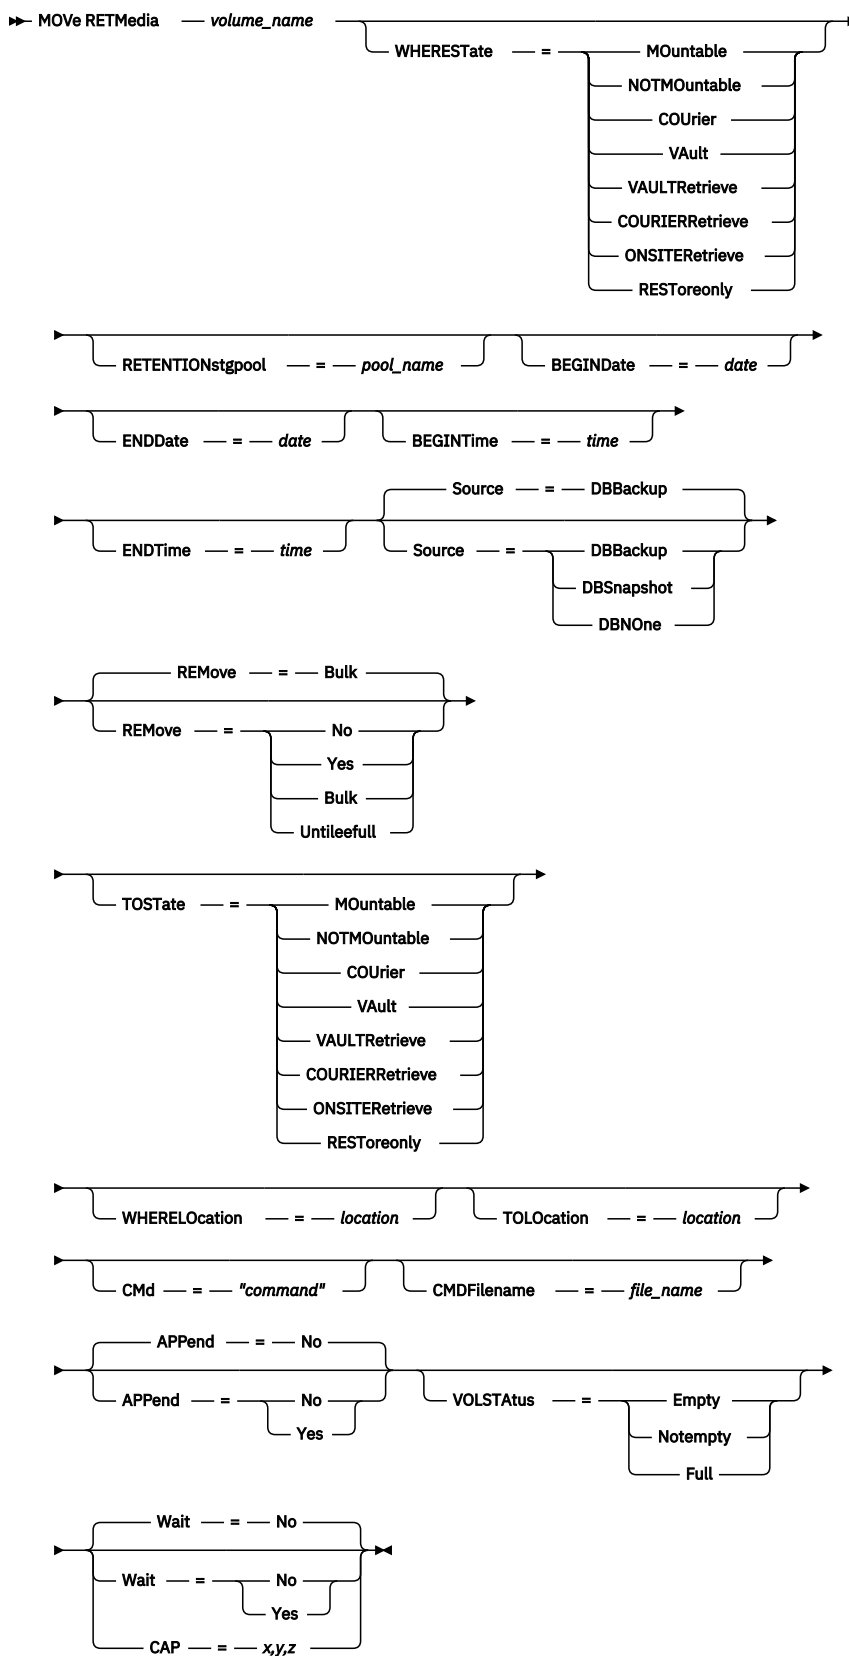 MOVe RETMedia volume_name
WHERESTate = MOuntable
NOTMOuntable
COUrier
VAult
VAULTRetrieve
COURIERRetrieve
ONSITERetrieve
RESToreonly
RETENTIONstgpool = pool_name BEGINDate = date
ENDDate = date BEGINTime = time
Source = DBBackup
ENDTime = time Source = DBBackup
DBSnapshot
DBNOne
REMove = Bulk
REMove = No
Yes
Bulk
Untileefull
TOSTate = MOuntable
NOTMOuntable
COUrier
VAult
VAULTRetrieve
COURIERRetrieve
ONSITERetrieve
RESToreonly
WHERELOcation = location TOLOcation = location
CMd = "command" CMDFilename = file_name
APPend = No
APPend = No VOLSTAtus = Empty
Yes Notempty
Full
Wait = No
Wait = No
Yes
CAP = x,y,z